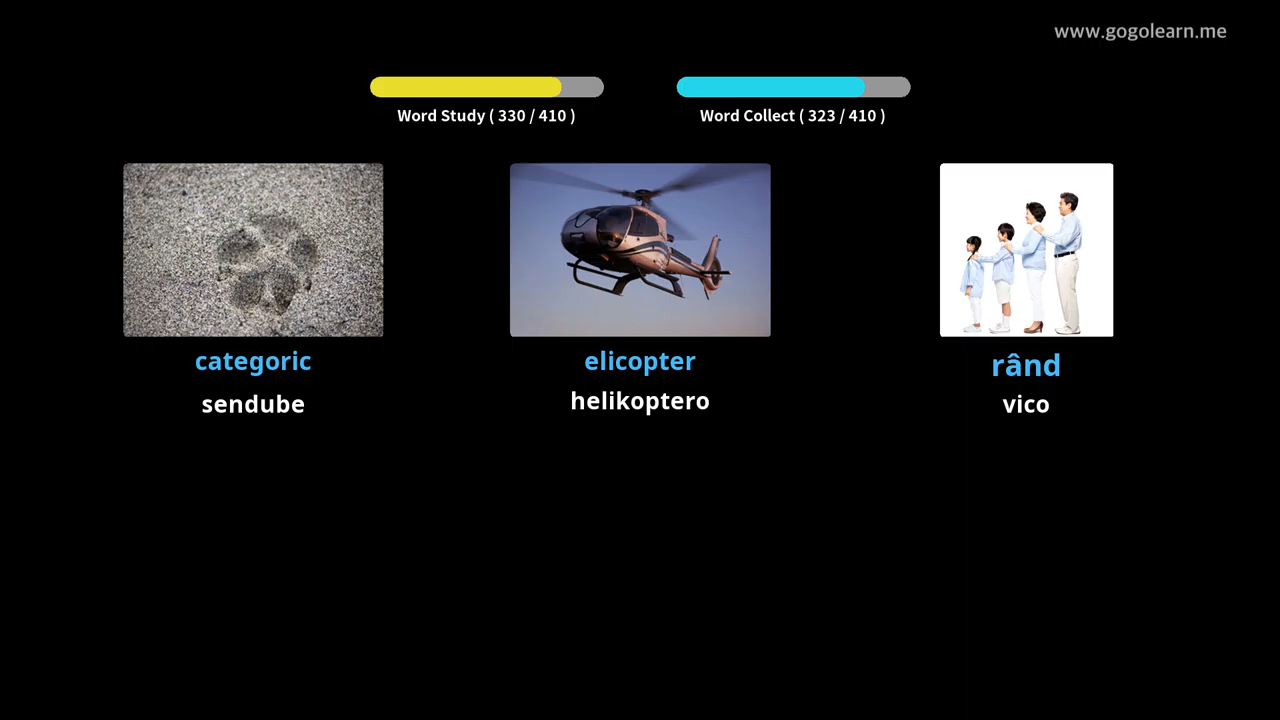 www.gogolearn.me
Word Study ( 330 / 410 )
Word Collect ( 323 / 410 )
categoric
sendube
elicopter
helikoptero
rând
vico